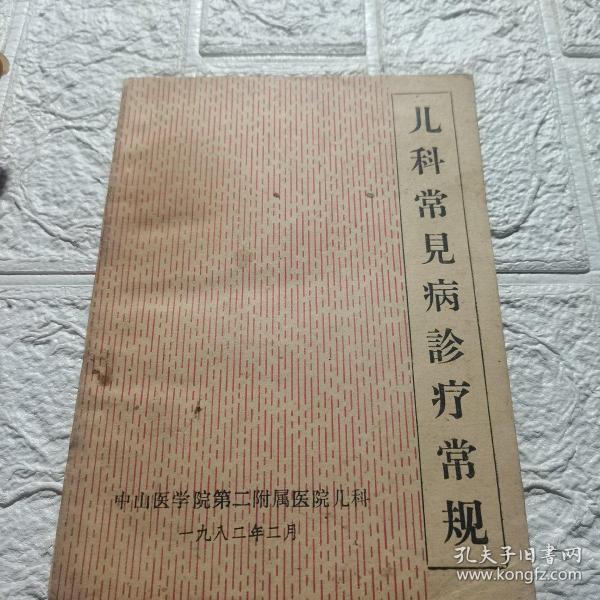 儿科常見病診疗常规
中山医学院第二附属医院儿科
一九八二年二月
孔夫子旧書网
www.kongfz.com